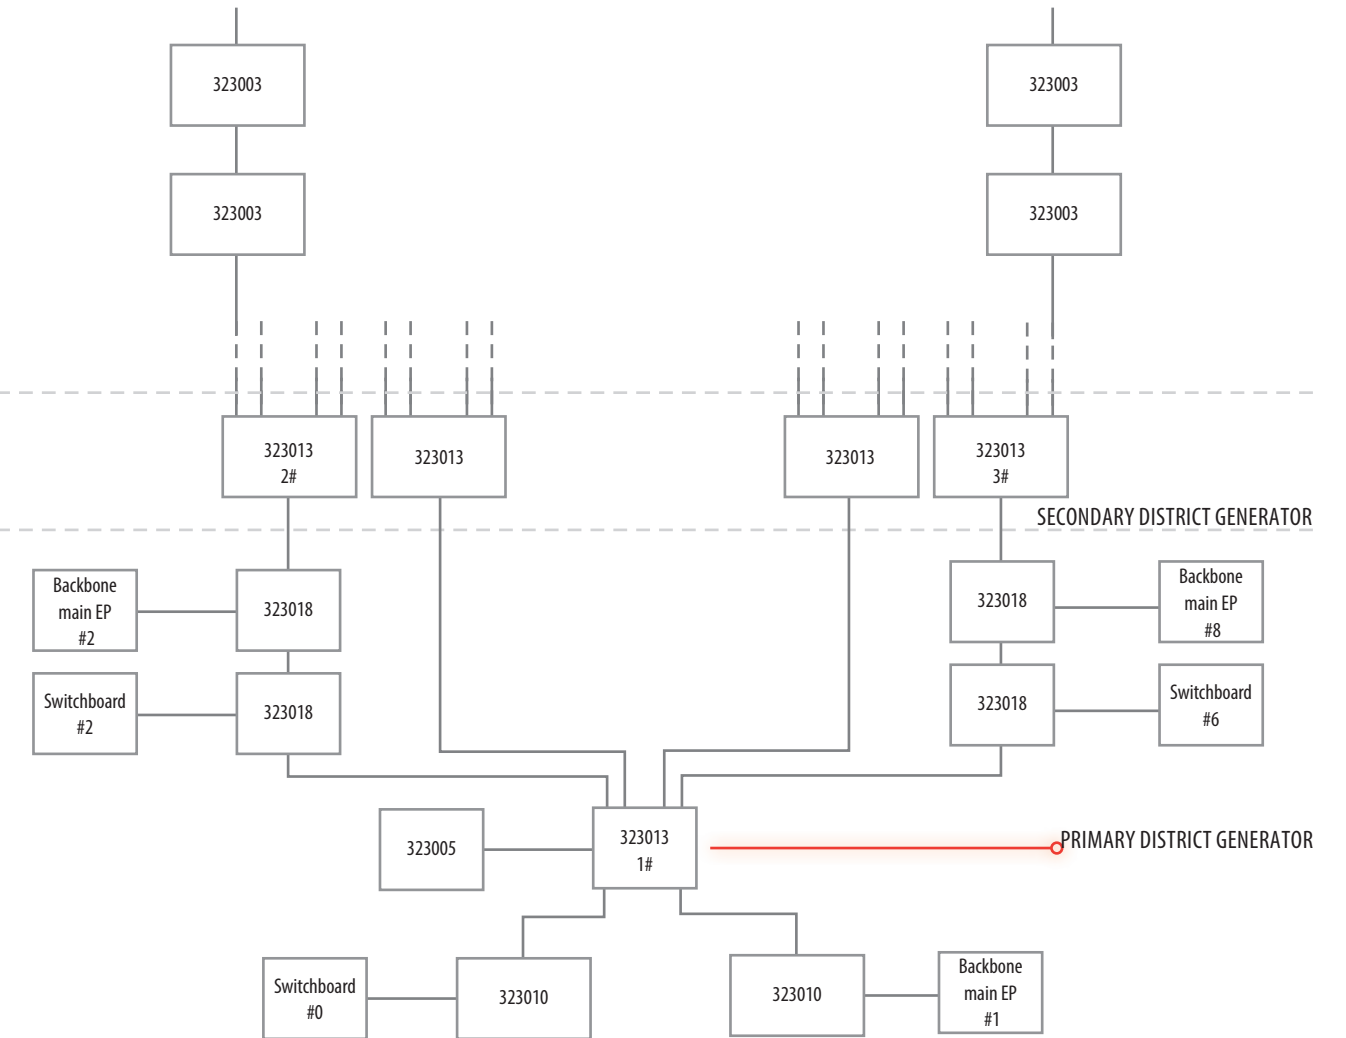 323003
323003
323003
323003
323013
2#
323013
323013
323013
3#
SECONDARY DISTRICT GENERATOR
Backbone
main EP
#2
323018
323018
Backbone
main EP
#8
Switchboard
#2
323018
323018
Switchboard
#6
323005
323013
1#
PRIMARY DISTRICT GENERATOR
Switchboard
#0
323010
323010
Backbone
main EP
#1